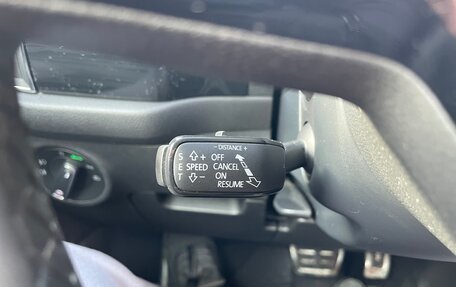 - DISTANCE +
S + OFF
E SPEED CANCEL
T - ON
RESUME